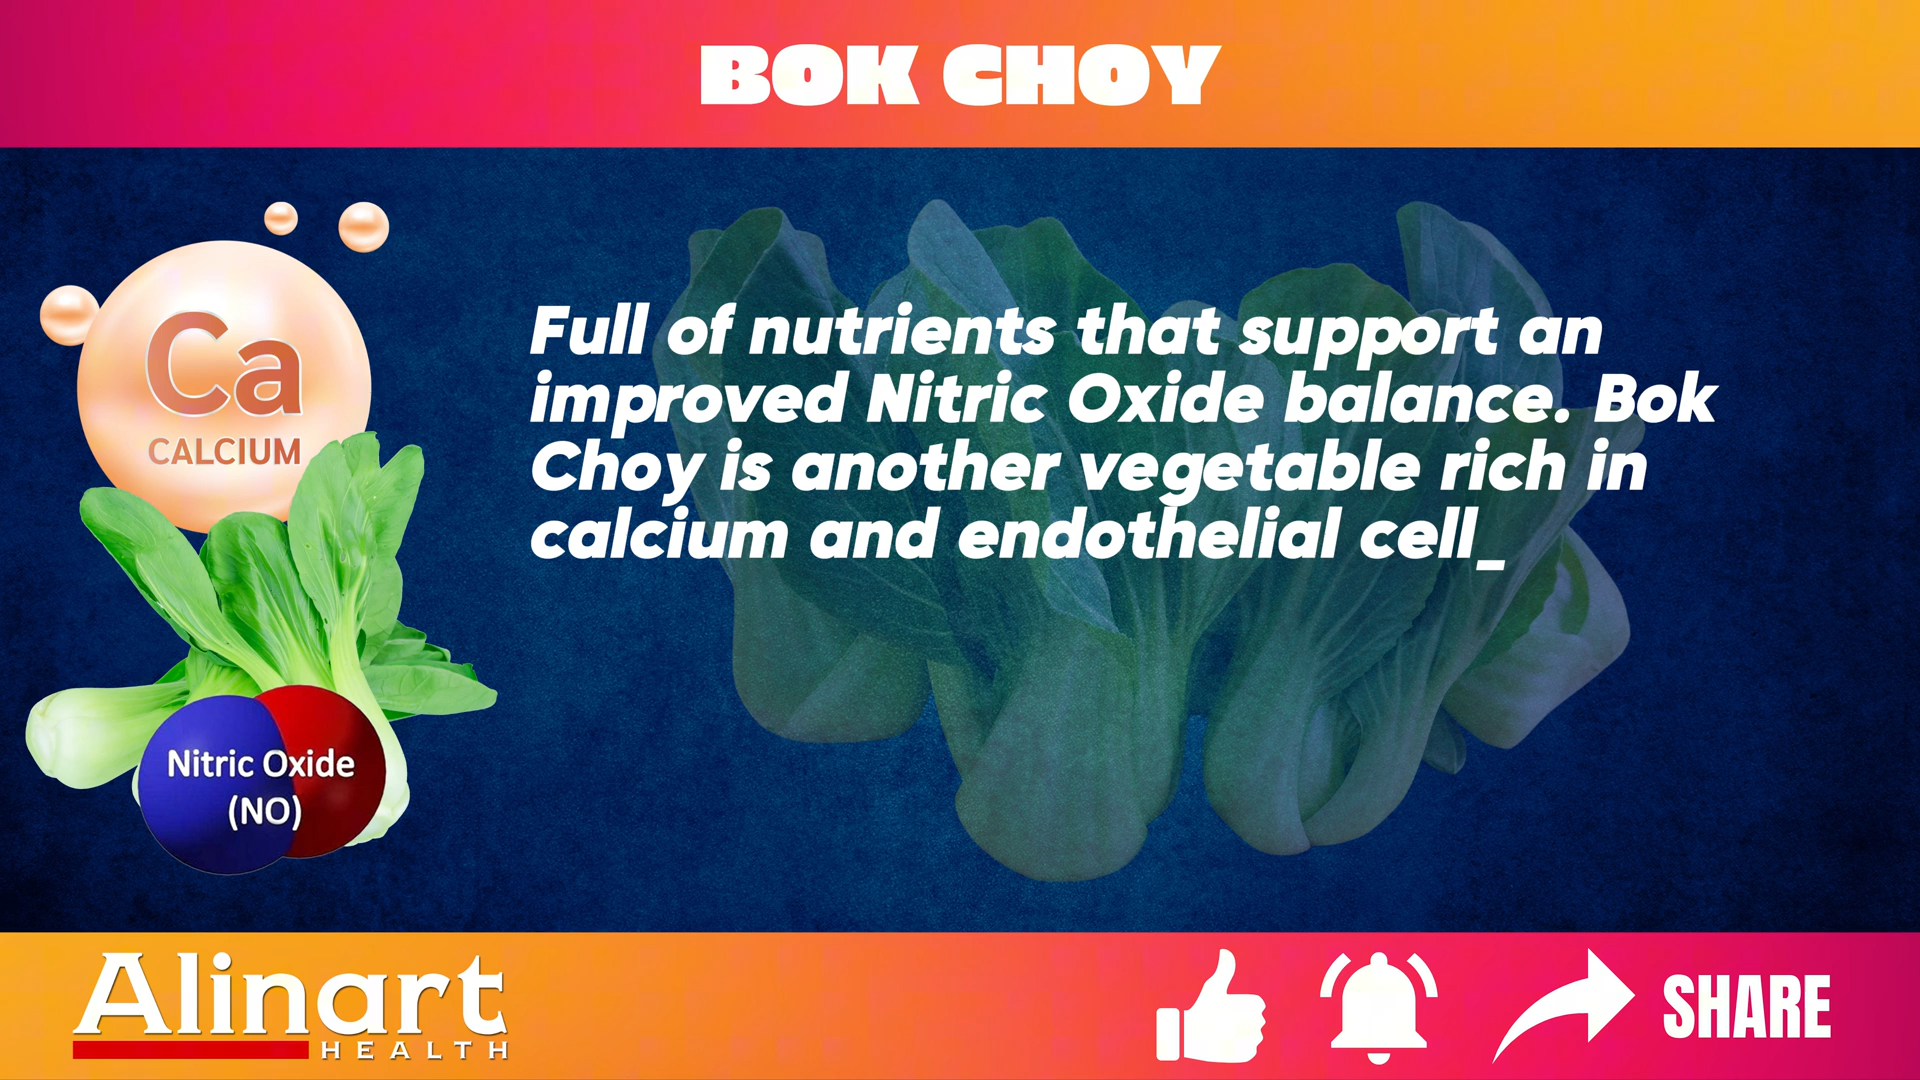 BOK CHOY
Ca
CALCIUM
Full of nutrients that support an
improved Nitric Oxide balance. Bok
Choy is another vegetable rich in
calcium and endothelial cell_
Nitric Oxide
(NO)
Alinart
HEALTH
SHARE